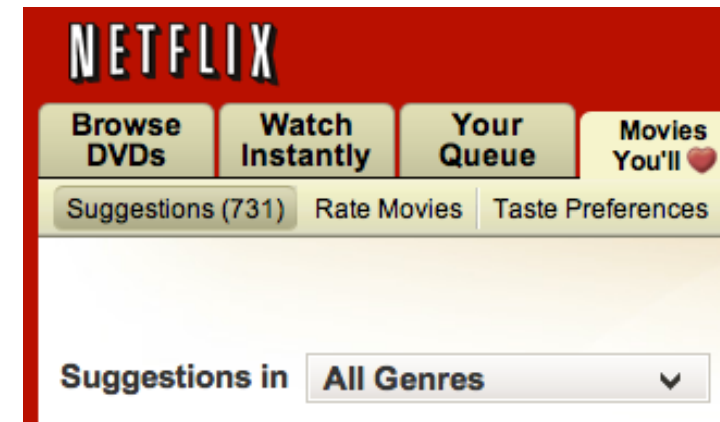 NETFLIX
Browse DVDs
Watch Instantly
Your Queue
Movies You'll ❤
Suggestions (731)
Rate Movies
Taste Preferences
Suggestions in
All Genres